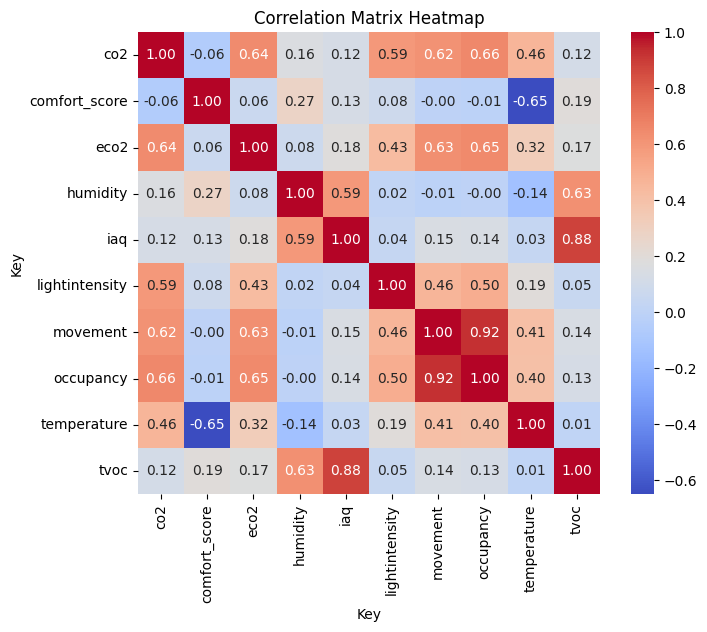 Correlation Matrix Heatmap
co2 1.00 -0.06 0.64 0.16 0.12 0.59 0.62 0.66 0.46 0.12
comfort_score -0.06 1.00 0.06 0.27 0.13 0.08 -0.00 -0.01 -0.65 0.19
eco2 0.64 0.06 1.00 0.08 0.18 0.43 0.63 0.65 0.32 0.17
humidity 0.16 0.27 0.08 1.00 0.59 0.02 -0.01 -0.00 -0.14 0.63
iaq 0.12 0.13 0.18 0.59 1.00 0.04 0.15 0.14 0.03 0.88
lightintensity 0.59 0.08 0.43 0.02 0.04 1.00 0.46 0.50 0.19 0.05
movement 0.62 -0.00 0.63 -0.01 0.15 0.46 1.00 0.92 0.41 0.14
occupancy 0.66 -0.01 0.65 -0.00 0.14 0.50 0.92 1.00 0.40 0.13
temperature 0.46 -0.65 0.32 -0.14 0.03 0.19 0.41 0.40 1.00 0.01
tvoc 0.12 0.19 0.17 0.63 0.88 0.05 0.14 0.13 0.01 1.00
Key
co2 comfort_score eco2 humidity iaq lightintensity movement occupancy temperature tvoc
Key
1.0
0.8
0.6
0.4
0.2
0.0
-0.2
-0.4
-0.6